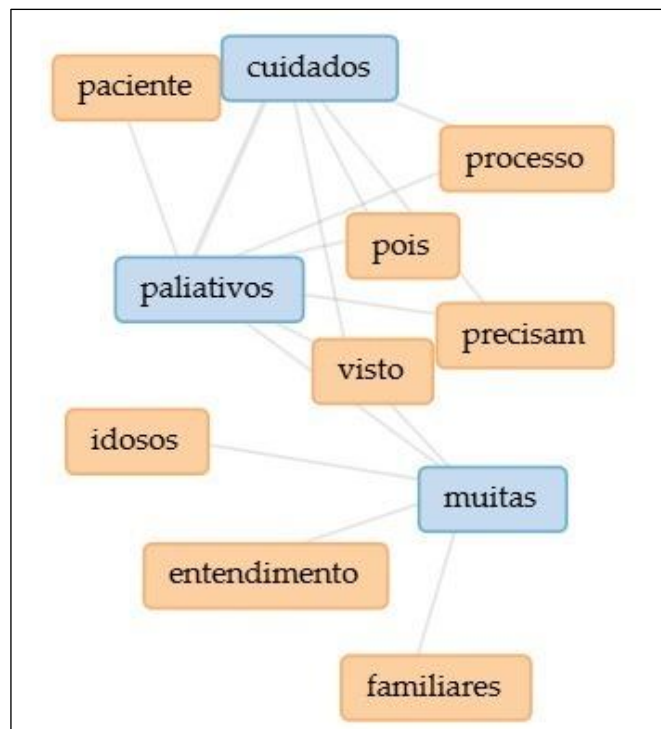 cuidados
paciente
processo
pois
paliativos
precisam
visto
idosos
muitas
entendimento
familiares